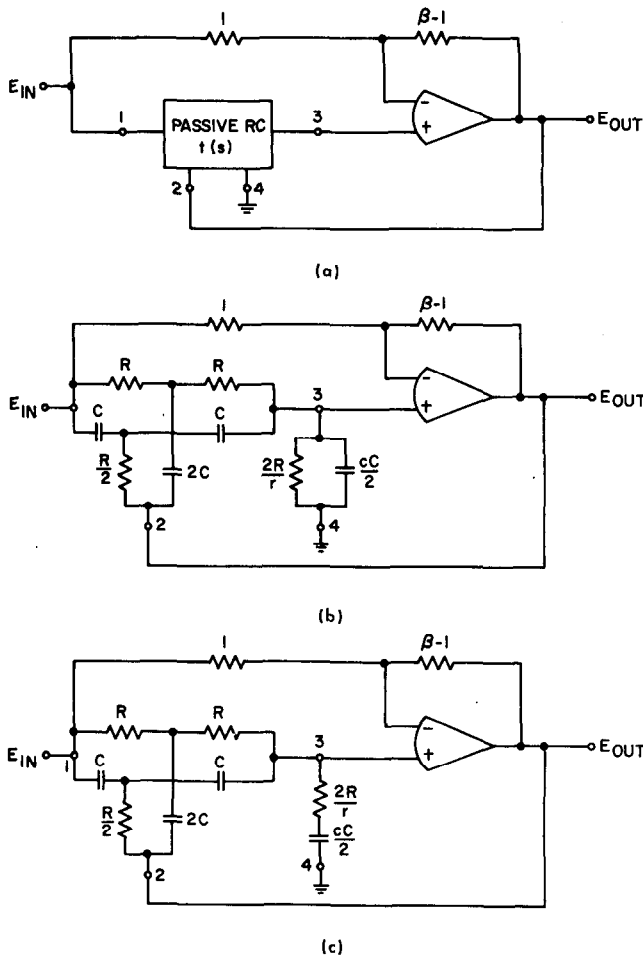 1
β-1
E_IN
1
PASSIVE RC
t(s)
3
-
+
E_OUT
2
4
(a)
1
β-1
R
R
E_IN
C
C
3
-
+
E_OUT
R/2
2C
2R/r
cC/2
2
4
(b)
1
β-1
R
R
E_IN
1
C
C
3
-
+
E_OUT
R/2
2C
2R/r
cC/2
2
4
(c)